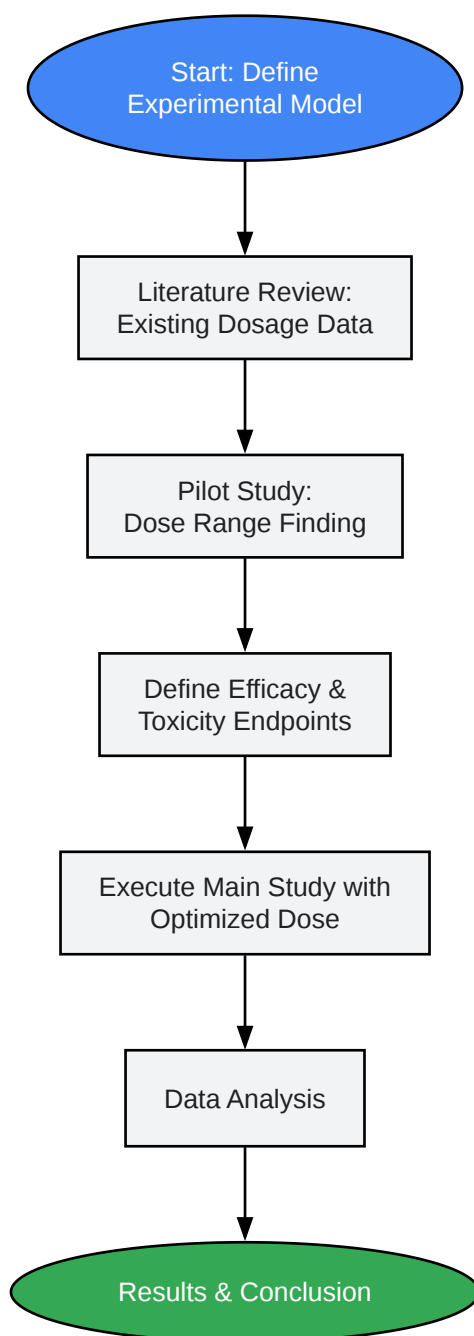 Start: Define
Experimental Model
Literature Review:
Existing Dosage Data
Pilot Study:
Dose Range Finding
Define Efficacy &
Toxicity Endpoints
Execute Main Study with
Optimized Dose
Data Analysis
Results & Conclusion